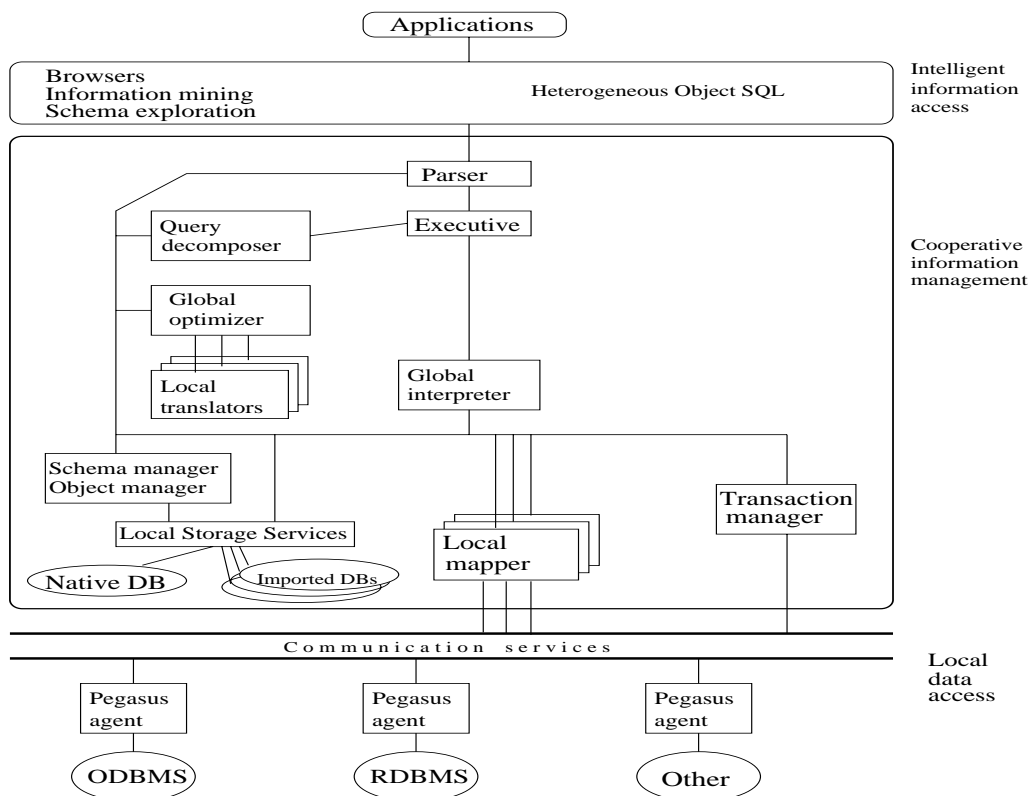 Applications
Browsers
Information mining
Schema exploration
Heterogeneous Object SQL
Intelligent
information
access
Parser
Query
decomposer
Executive
Cooperative
information
management
Global
optimizer
Local
translators
Global
interpreter
Schema manager
Object manager
Transaction
manager
Local Storage Services
Local
mapper
Native DB
Imported DBs
Communication services
Local
data
access
Pegasus
agent
Pegasus
agent
Pegasus
agent
ODBMS
RDBMS
Other